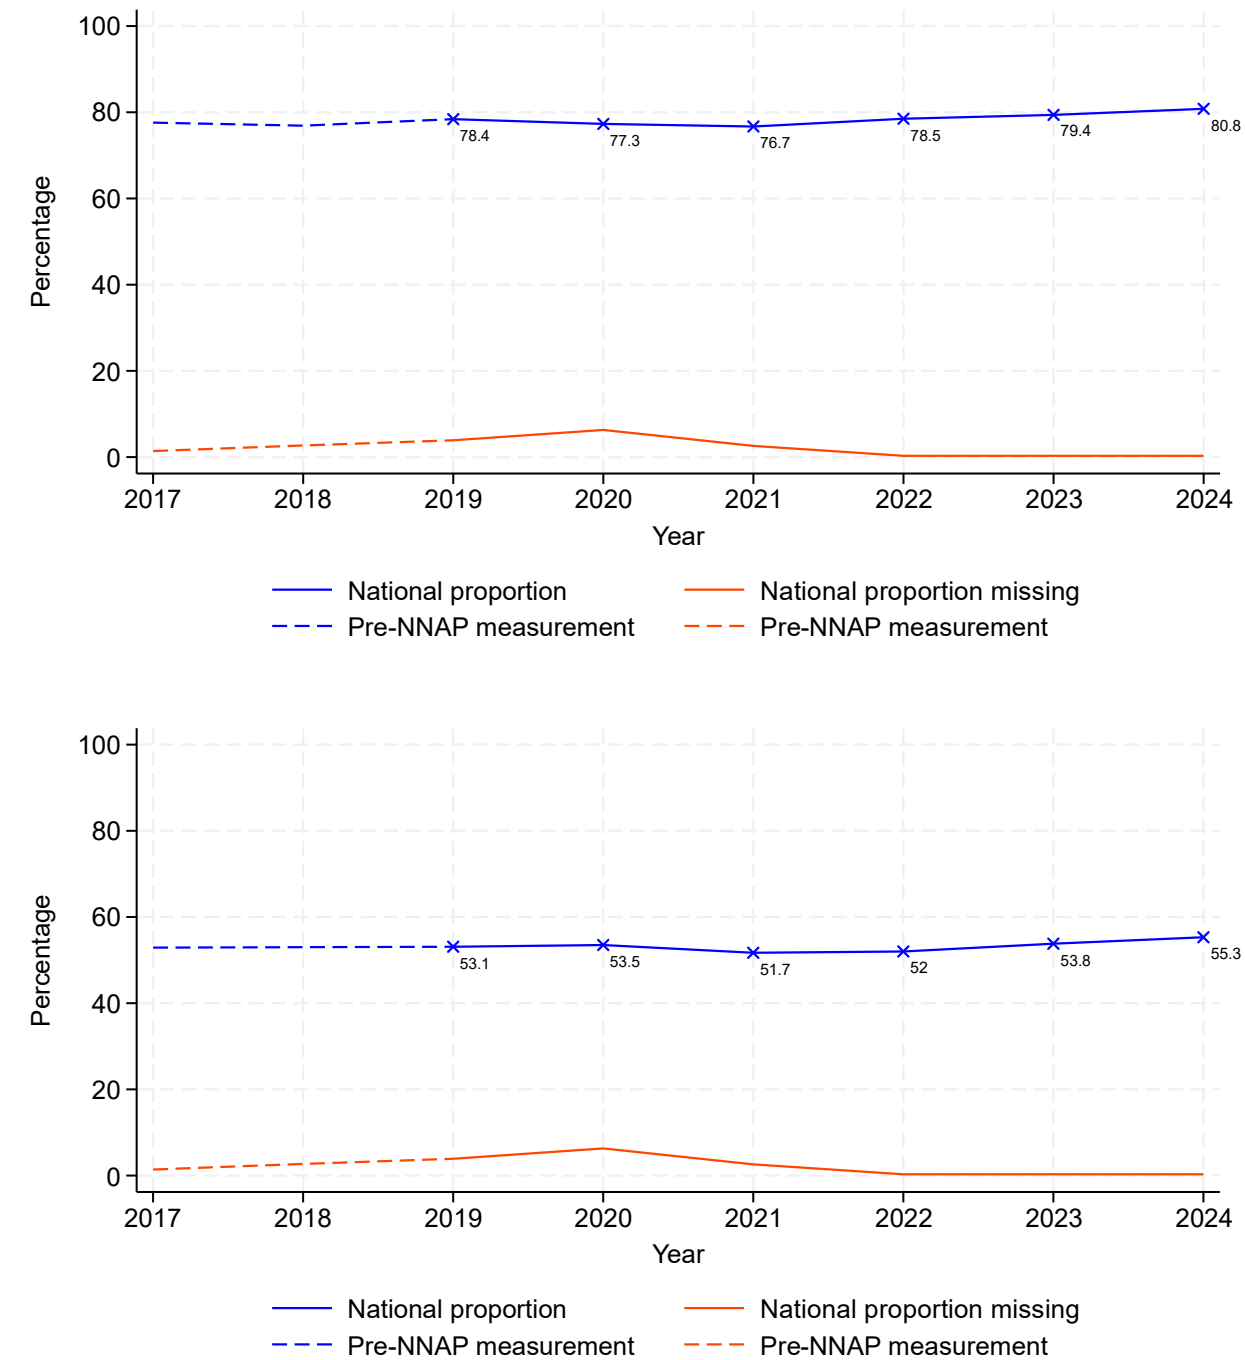 100
80
78.4 77.3 76.7 78.5 79.4 80.8
60
Percentage
40
20
0
2017 2018 2019 2020 2021 2022 2023 2024
Year
National proportion National proportion missing
Pre-NNAP measurement Pre-NNAP measurement
100
80
60
53.1 53.5 51.7 52 53.8 55.3
Percentage
40
20
0
2017 2018 2019 2020 2021 2022 2023 2024
Year
National proportion National proportion missing
Pre-NNAP measurement Pre-NNAP measurement